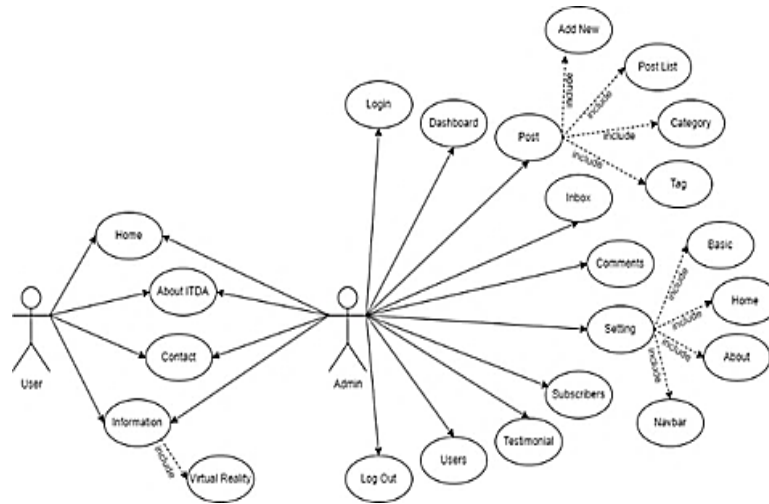 Add New
Post List
include
include
Login
Dashboard
Post
include
Category
include
Tag
Inbox
Home
Basic
About ITDA
Comments
include
Home
include
Setting
include
Contact
include
About
User
Admin
Subscribers
Information
Navbar
Testimonial
include
Users
Virtual Reality
Log Out